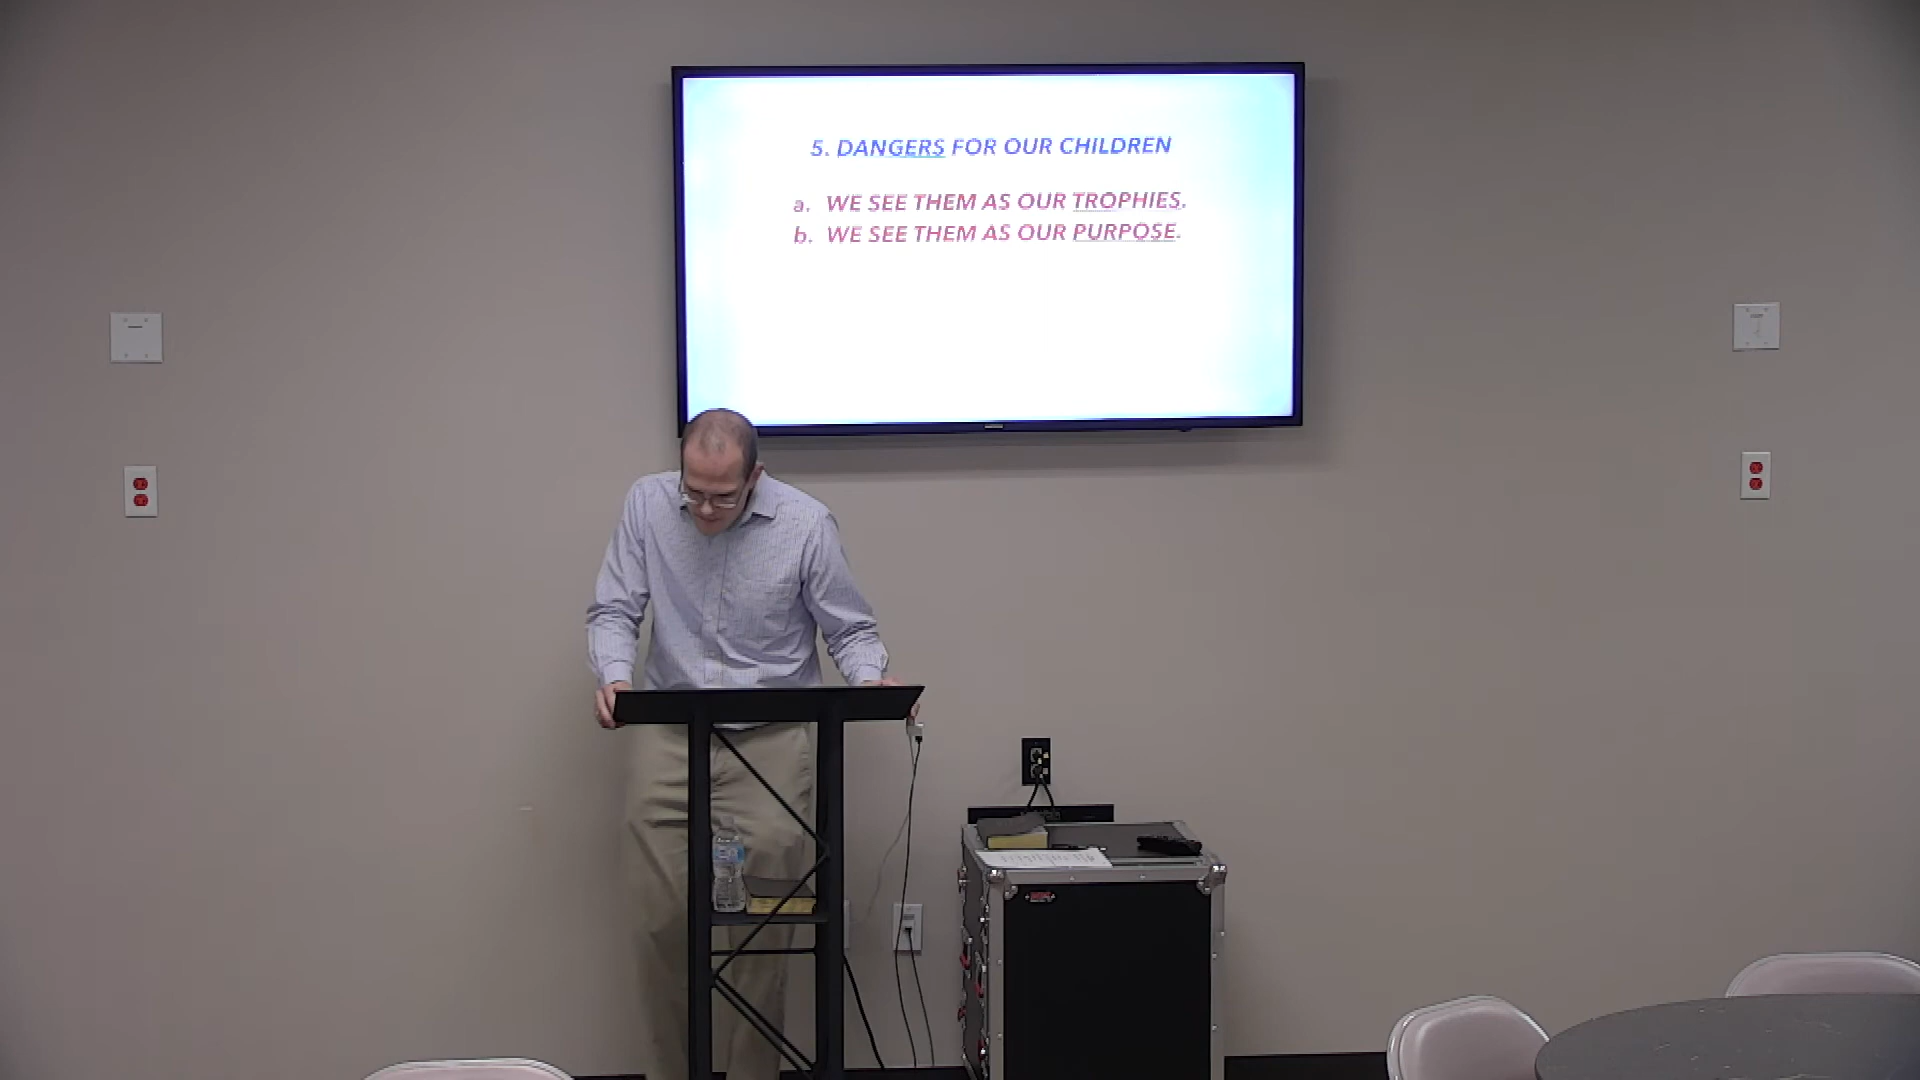 5. DANGERS FOR OUR CHILDREN
a. WE SEE THEM AS OUR TROPHIES.
b. WE SEE THEM AS OUR PURPOSE.